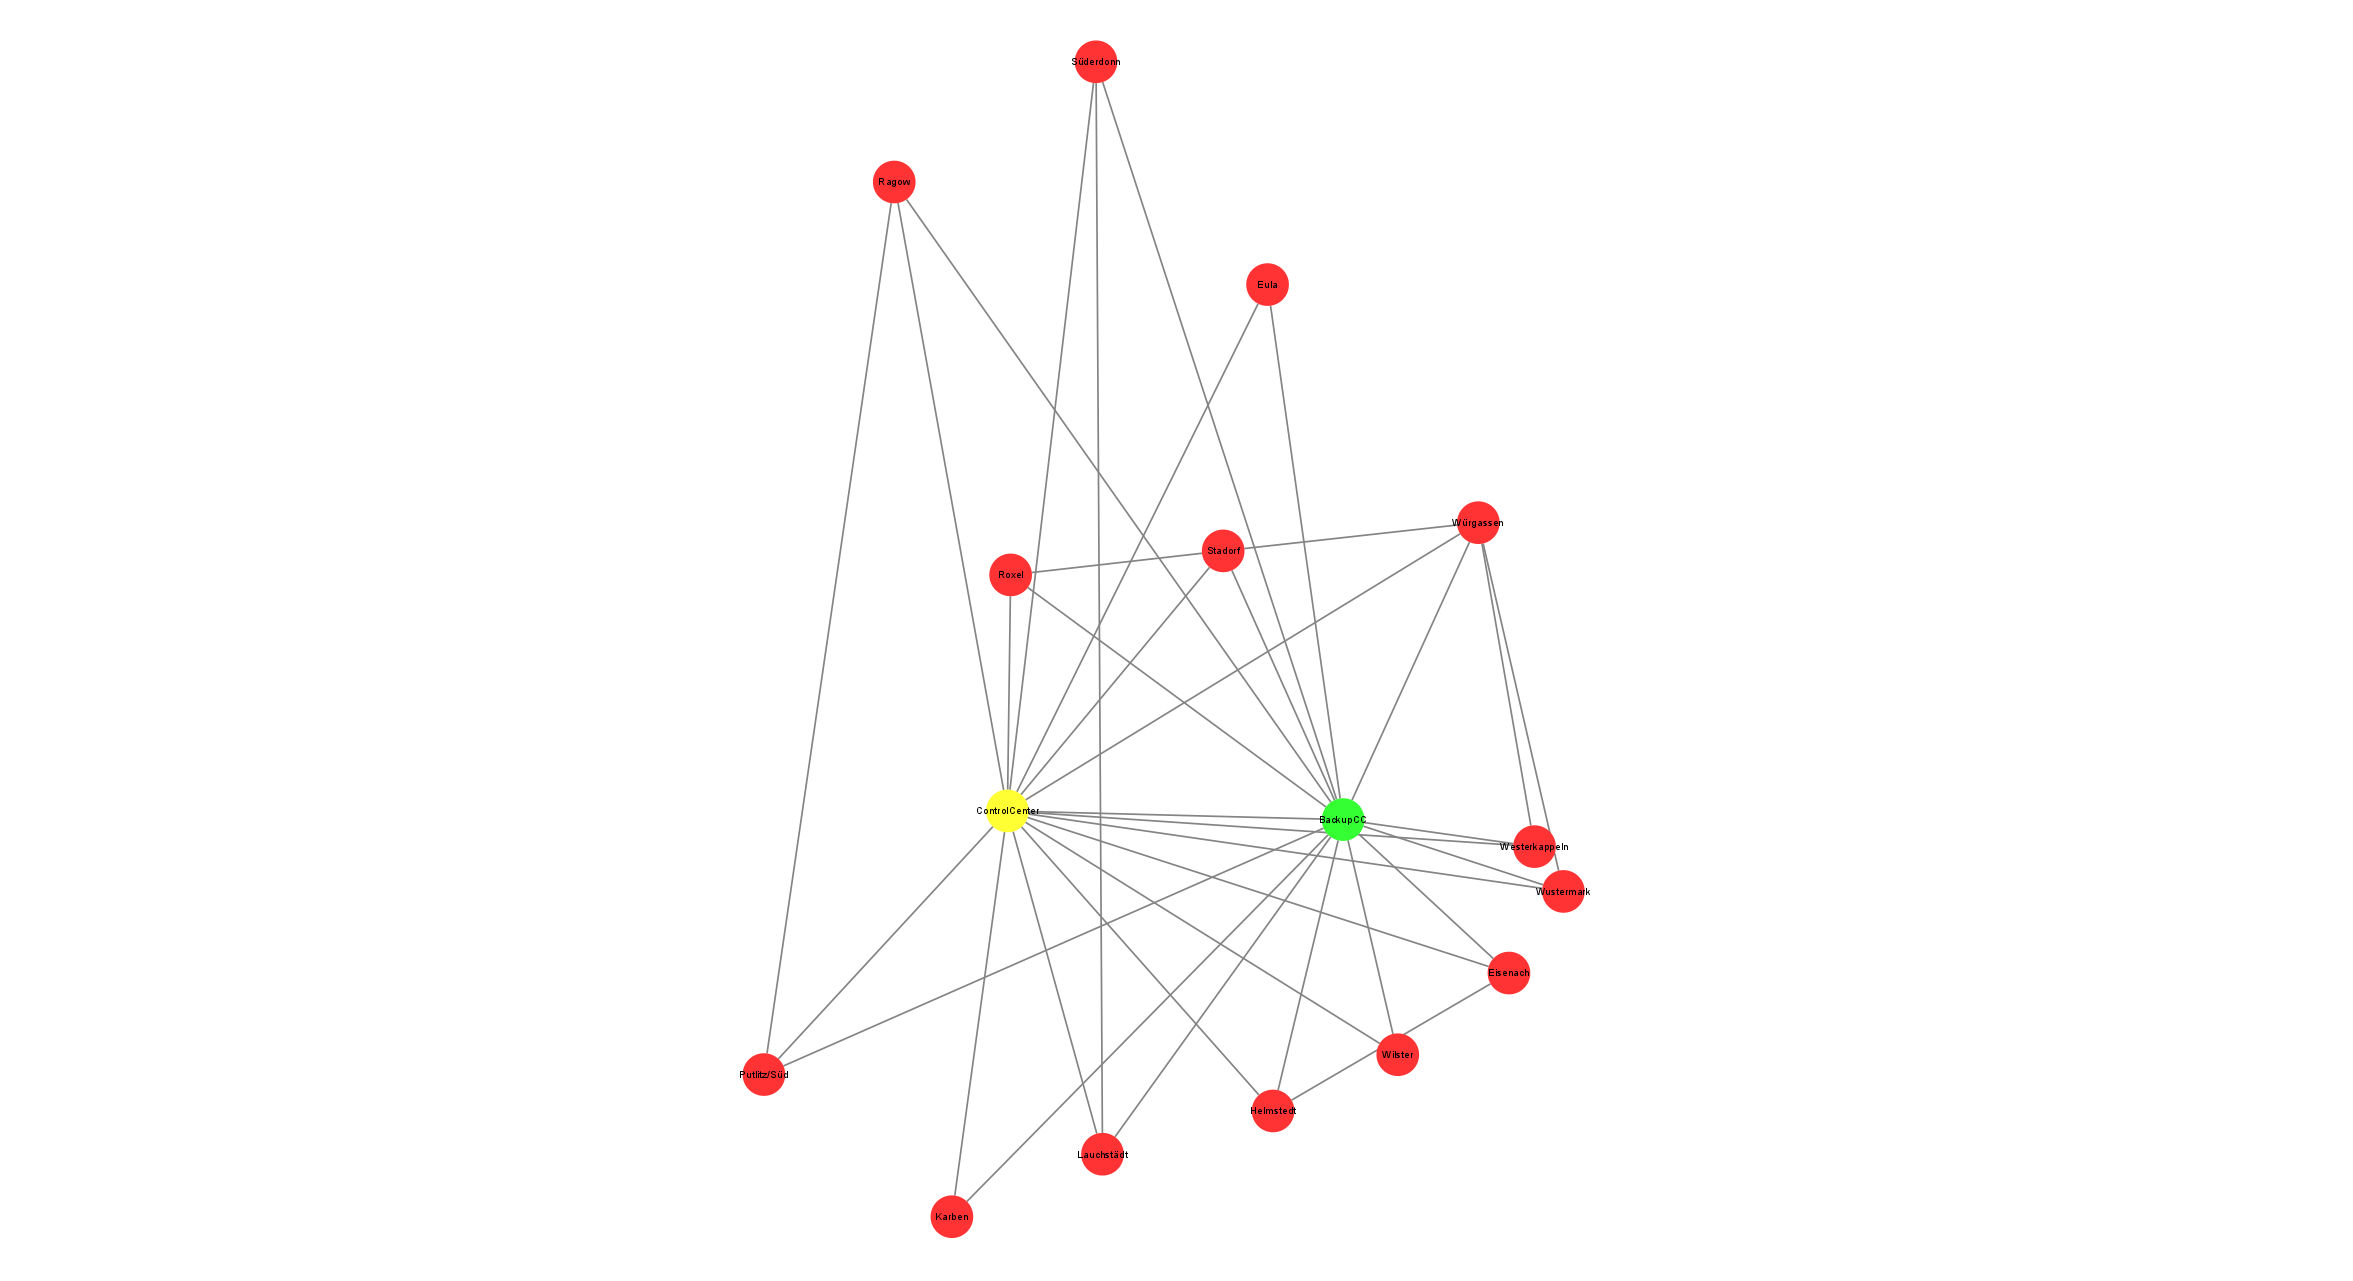 Süderdonn
Ragow
Eula
Würgassen
Stadorf
Roxel
ControlCenter
BackupCC
Westerkappeln
Wustermark
Eisenach
Wilster
Putlitz/Süd
Helmstedt
Lauchstädt
Karben